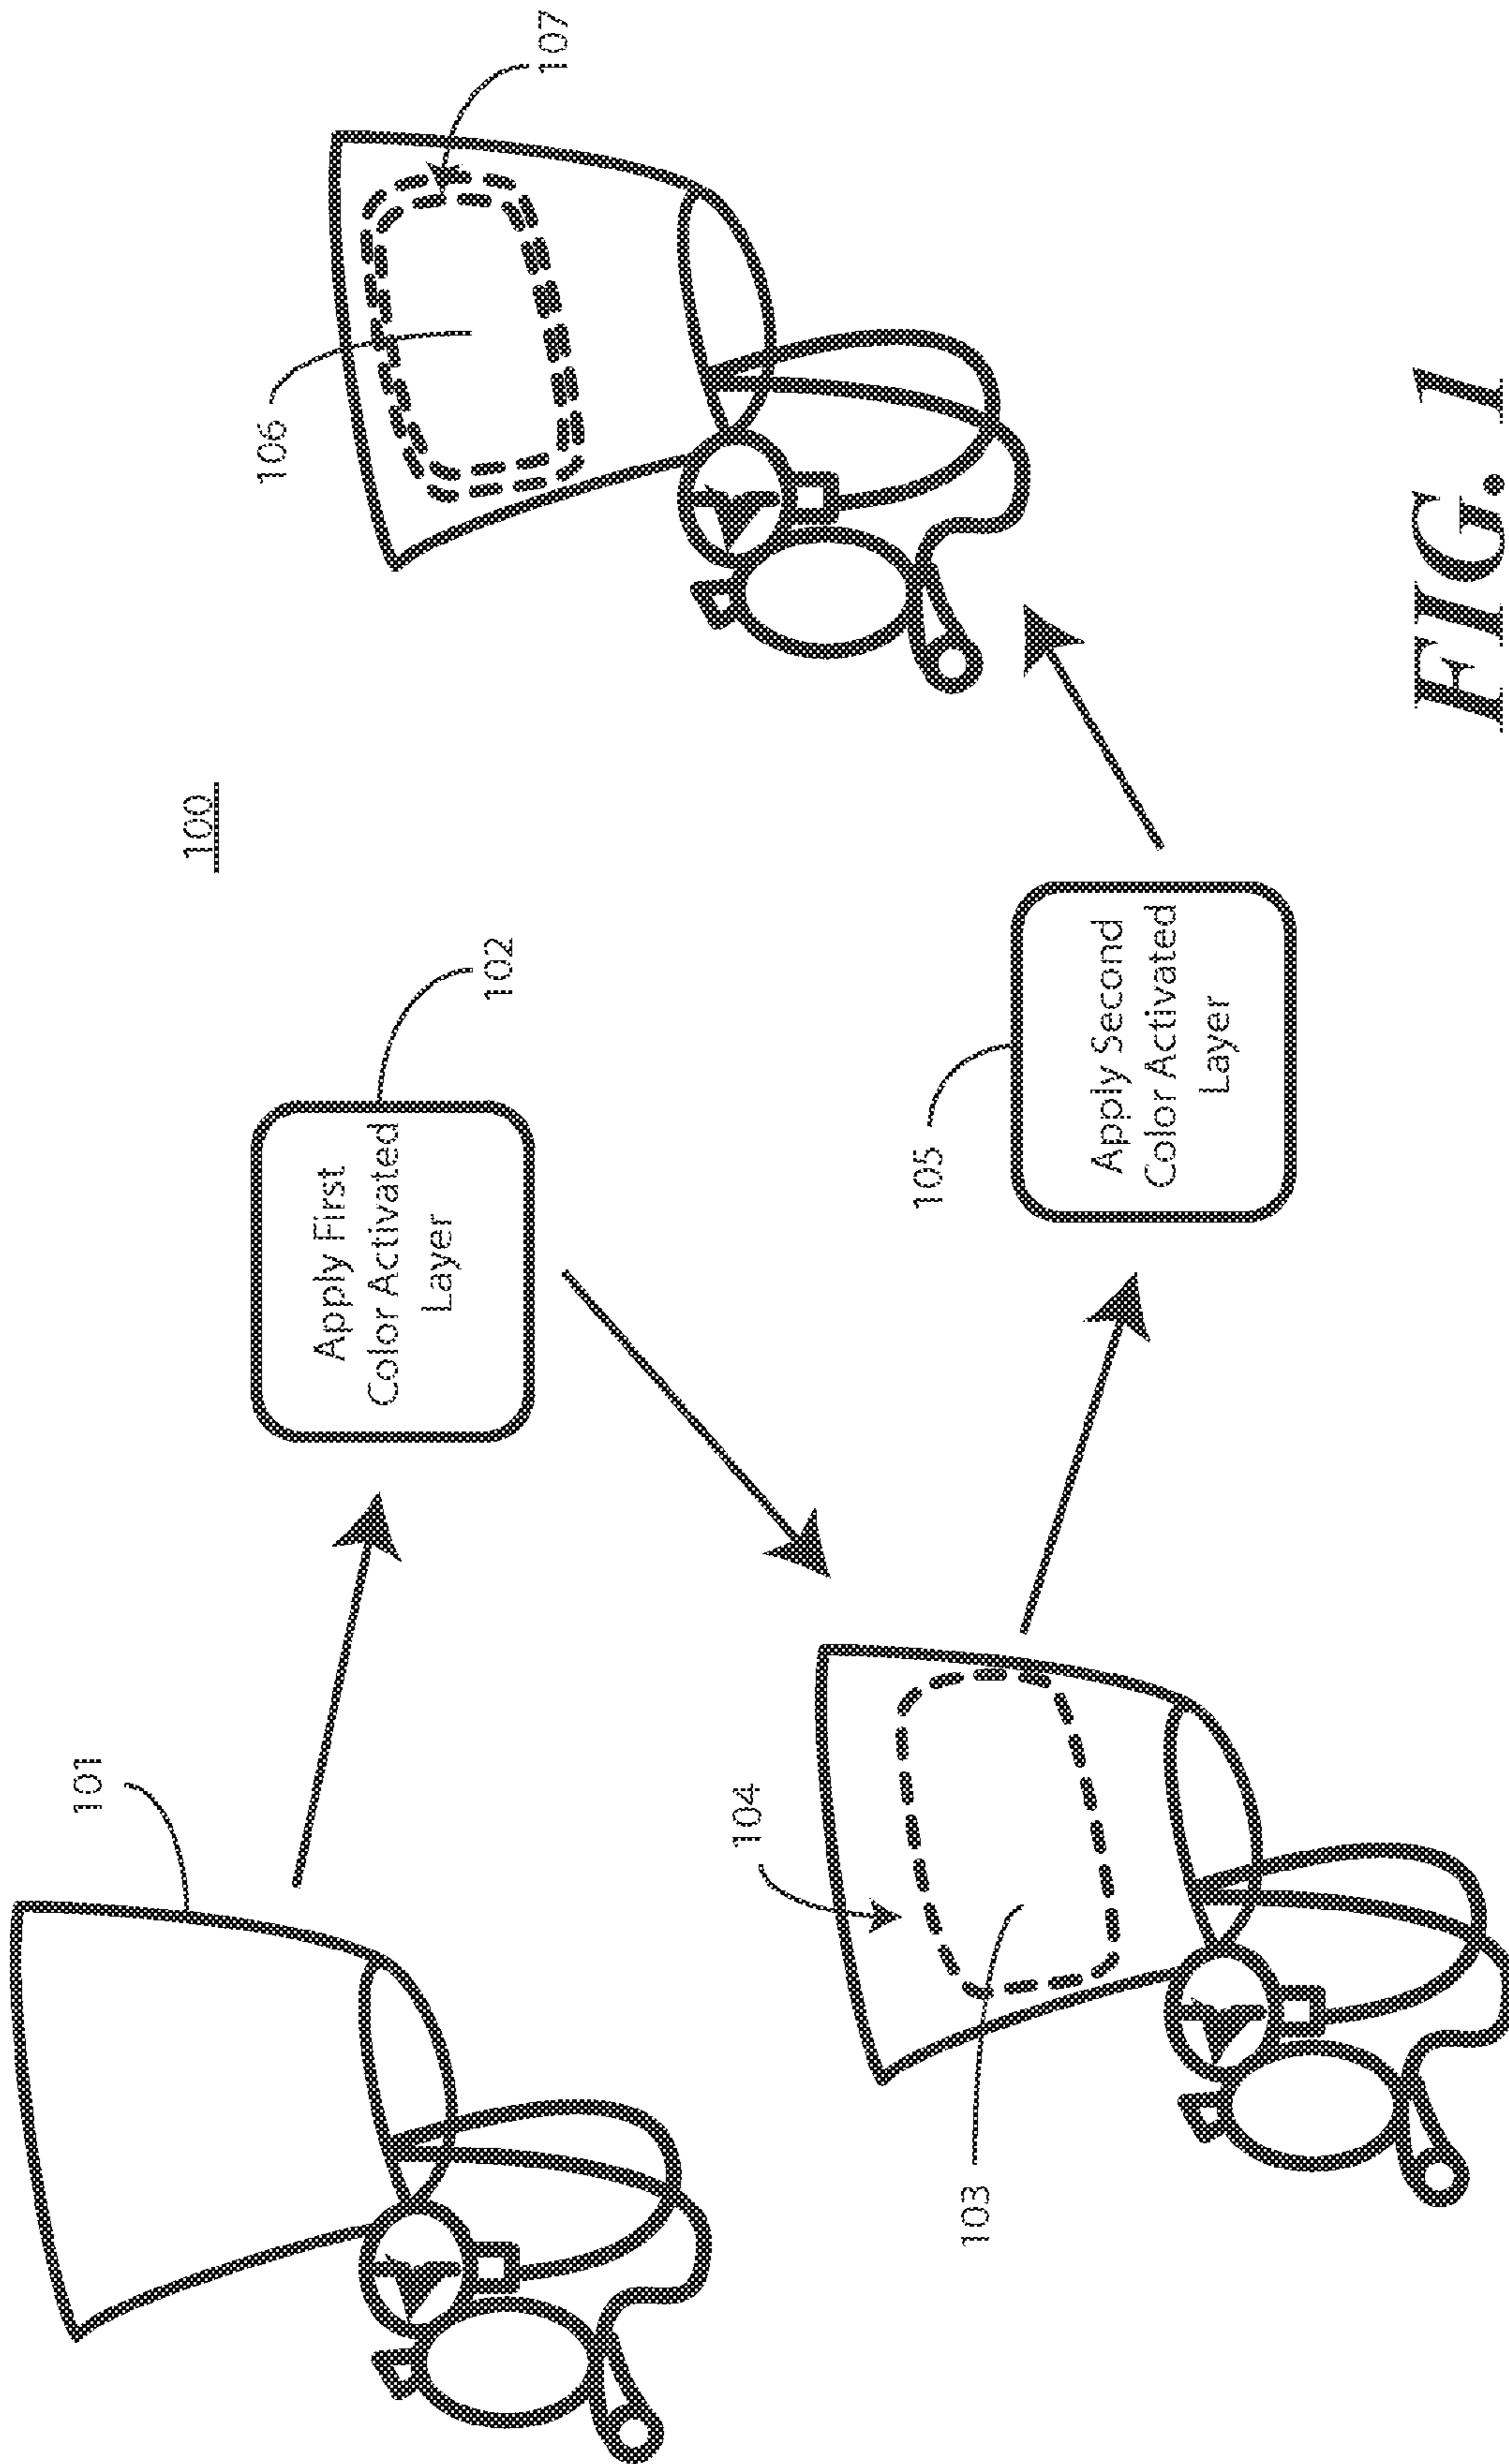 100
101
102
Apply First
Color Activated
Layer
106
107
104
103
105
Apply Second
Color Activated
Layer
FIG. 1